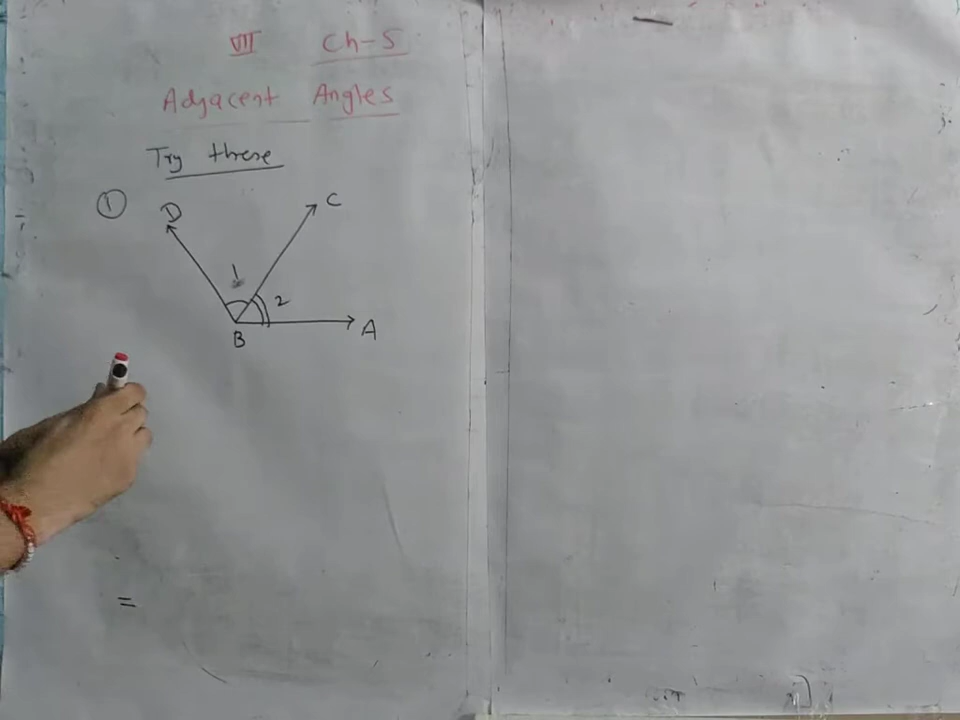 VII Ch-5
Adjacent Angles
Try these
① D C
1
2
A
B
=